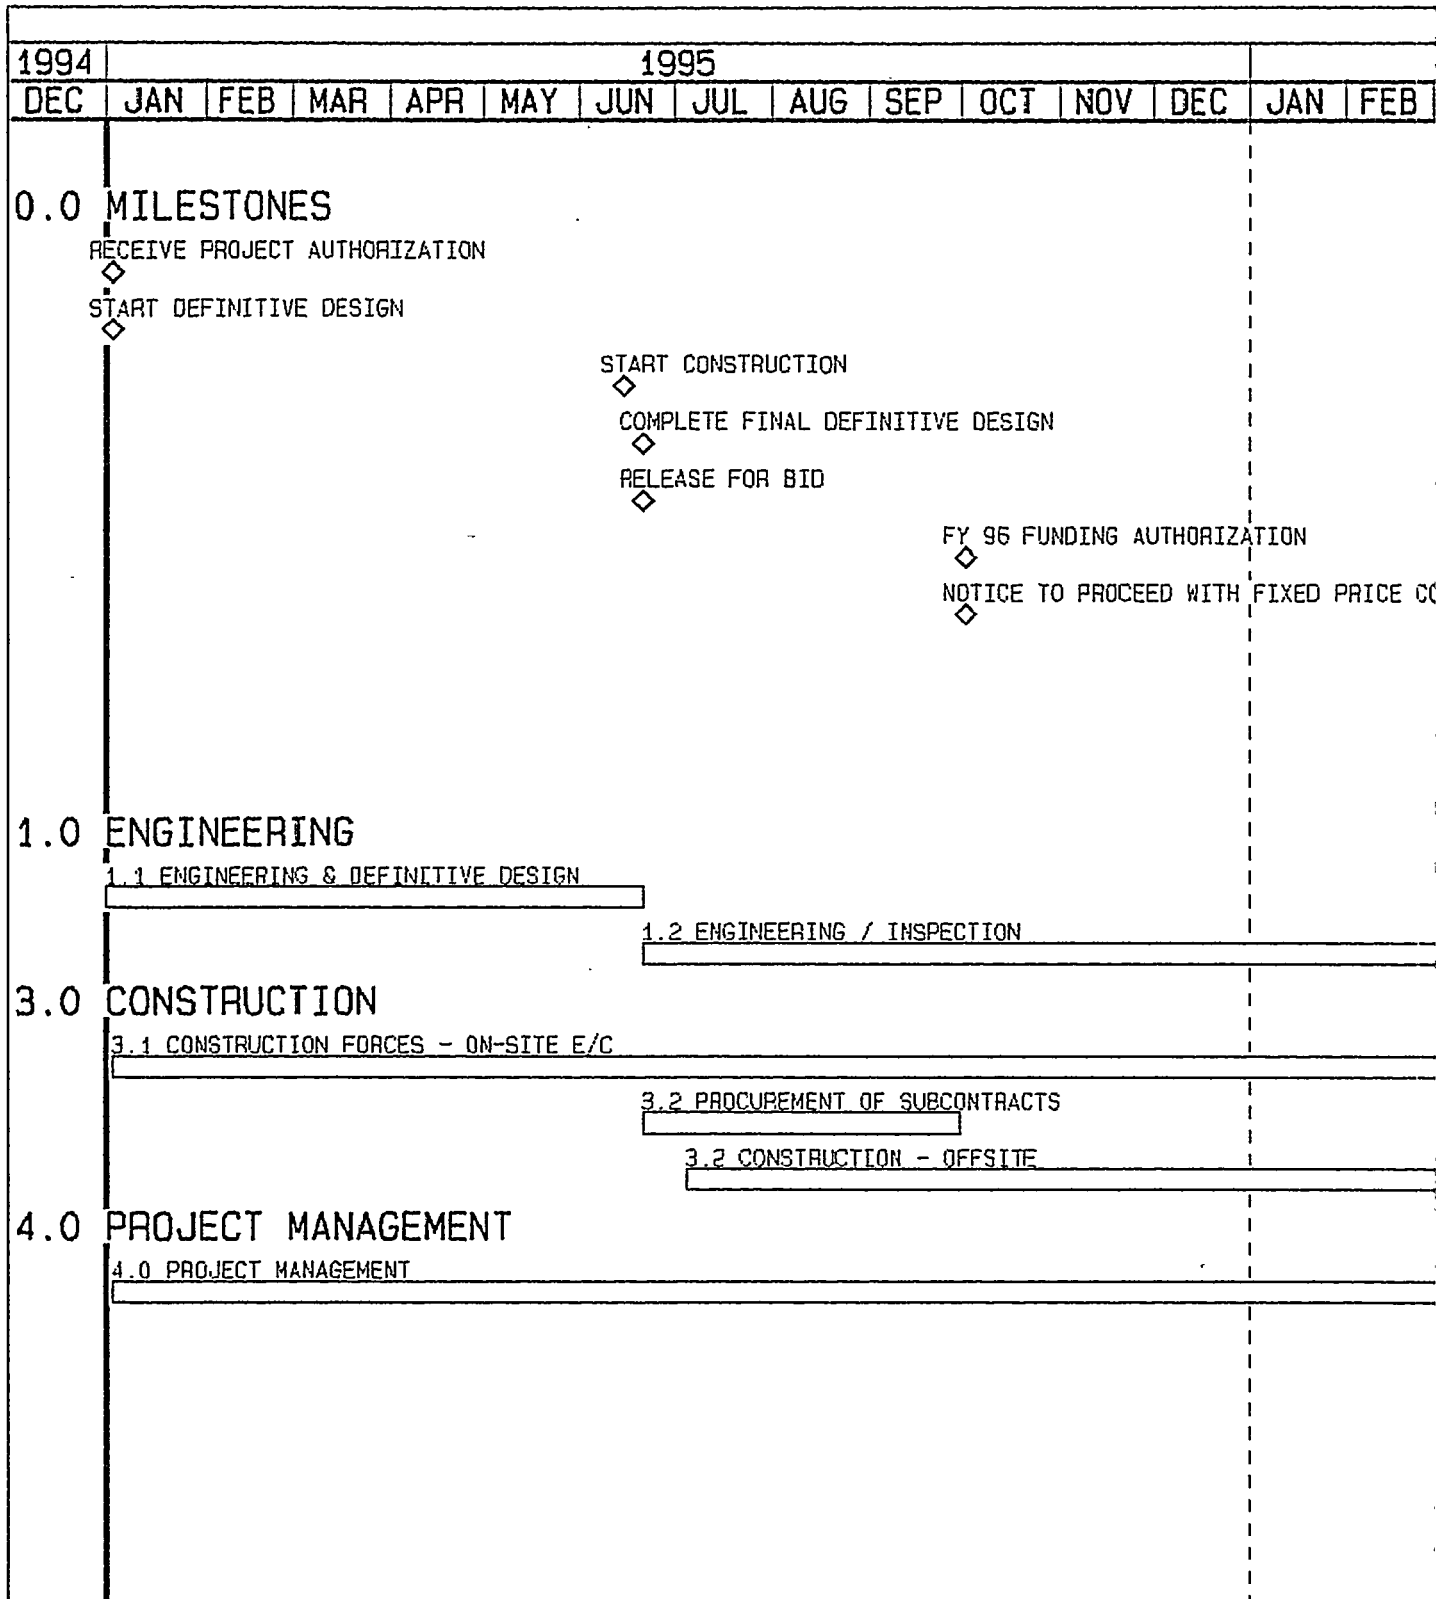 1994 1995
DEC JAN FEB MAR APR MAY JUN JUL AUG SEP OCT NOV DEC JAN FEB
0.0 MILESTONES
RECEIVE PROJECT AUTHORIZATION
START DEFINITIVE DESIGN
START CONSTRUCTION
COMPLETE FINAL DEFINITIVE DESIGN
RELEASE FOR BID
FY 96 FUNDING AUTHORIZATION
NOTICE TO PROCEED WITH FIXED PRICE CO
1.0 ENGINEERING
1.1 ENGINEERING & DEFINITIVE DESIGN
1.2 ENGINEERING / INSPECTION
3.0 CONSTRUCTION
3.1 CONSTRUCTION FORCES - ON-SITE E/C
3.2 PROCUREMENT OF SUBCONTRACTS
3.2 CONSTRUCTION - OFFSITE
4.0 PROJECT MANAGEMENT
4.0 PROJECT MANAGEMENT